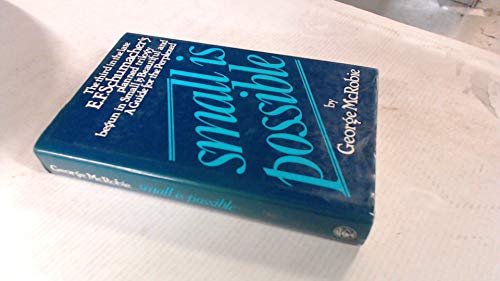 The third in the late
E.F.Schumacher's
planned trilogy
begun in Small is Beautiful and
A Guide for the Perplexed
small is
possible
by
George McRobie
George McRobie small is possible